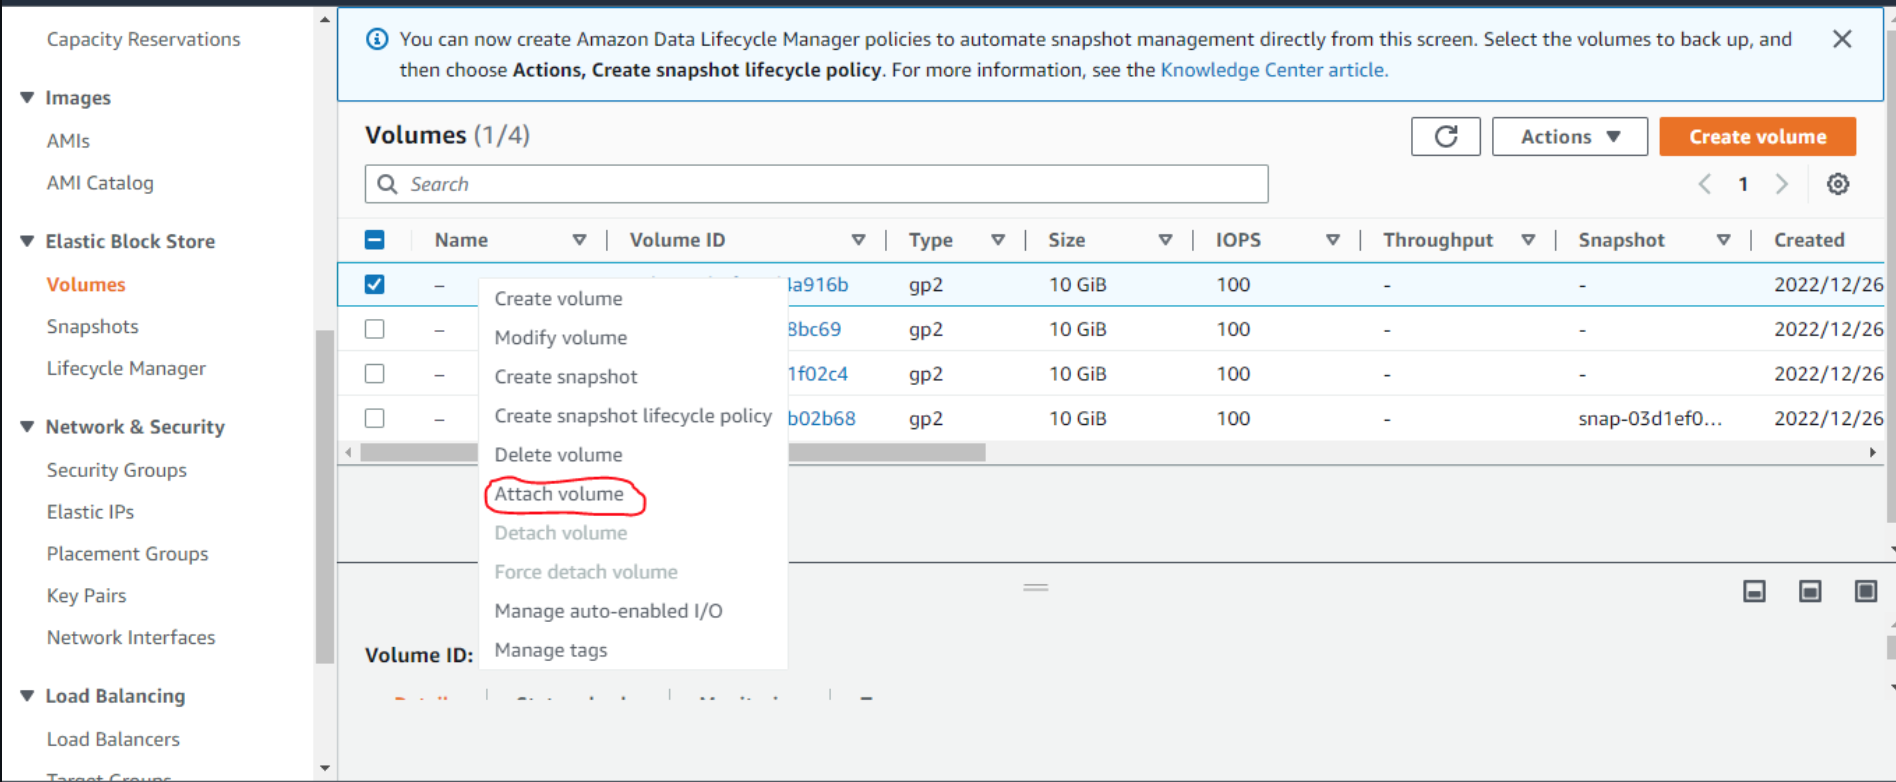 Capacity Reservations
Images
AMIs
AMI Catalog
Elastic Block Store
Volumes
Snapshots
Lifecycle Manager
Network & Security
Security Groups
Elastic IPs
Placement Groups
Key Pairs
Network Interfaces
Load Balancing
Load Balancers
Target Groups
You can now create Amazon Data Lifecycle Manager policies to automate snapshot management directly from this screen. Select the volumes to back up, and
then choose Actions, Create snapshot lifecycle policy. For more information, see the Knowledge Center article.
Volumes (1/4)
Actions
Create volume
Search
1
Name Volume ID Type Size IOPS Throughput Snapshot Created
– 4a916b gp2 10 GiB 100 - - 2022/12/26
– 8bc69 gp2 10 GiB 100 - - 2022/12/26
– 1f02c4 gp2 10 GiB 100 - - 2022/12/26
– b02b68 gp2 10 GiB 100 - snap-03d1ef0... 2022/12/26
Create volume
Modify volume
Create snapshot
Create snapshot lifecycle policy
Delete volume
Attach volume
Detach volume
Force detach volume
Manage auto-enabled I/O
Manage tags
Volume ID: